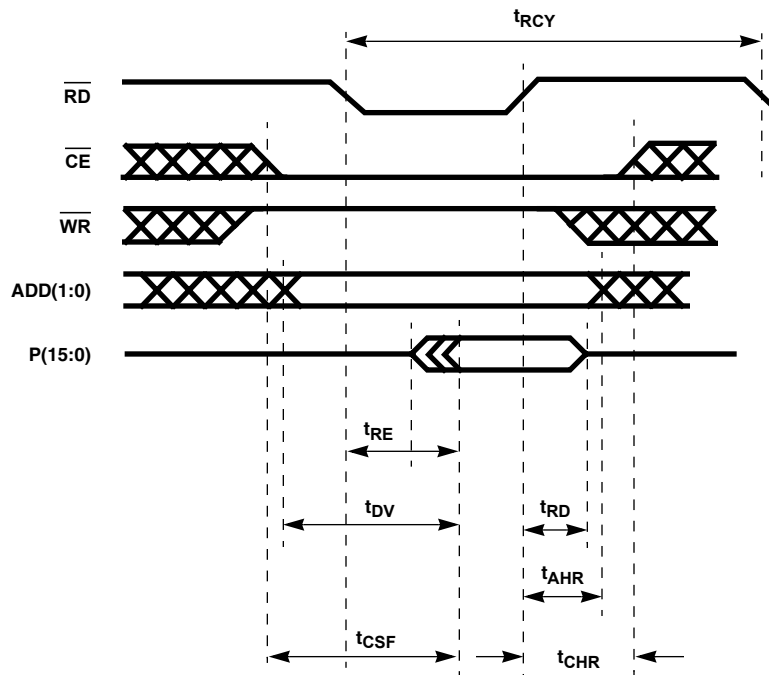 tRCY
RD
CE
WR
ADD(1:0)
P(15:0)
tRE
tDV
tRD
tAHR
tCSF
tCHR